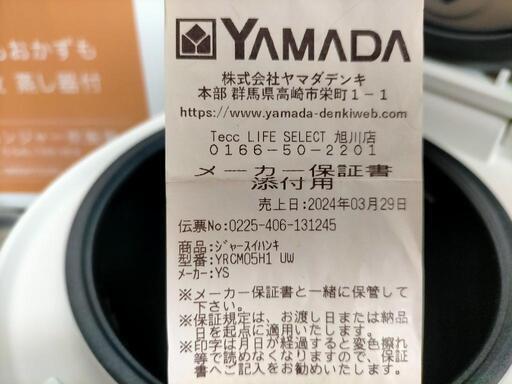 もおかずも
蒸し器付
YAMADA
株式会社ヤマダデンキ
本部 群馬県高崎市栄町1-1
https://www.yamada-denkiweb.com/
Tecc LIFE SELECT 旭川店
0166-50-2201
メーカー保証書
添付用
売上日:2024年03月29日
伝票No:0225-406-131245
商品:ｼﾞｬｰｽｲﾊﾝｷ
型番:YRCM05H1 UW
ﾒｰｶｰ:YS
※メーカー保証書と一緒に保管して
下さい。
※保証規定は、お渡し日または納品
日を起点に適用いたします。
※印字は月日が経過すると変色擦れ
等で読めなくなりますので、保証
書へご記入をお勧めいたします。